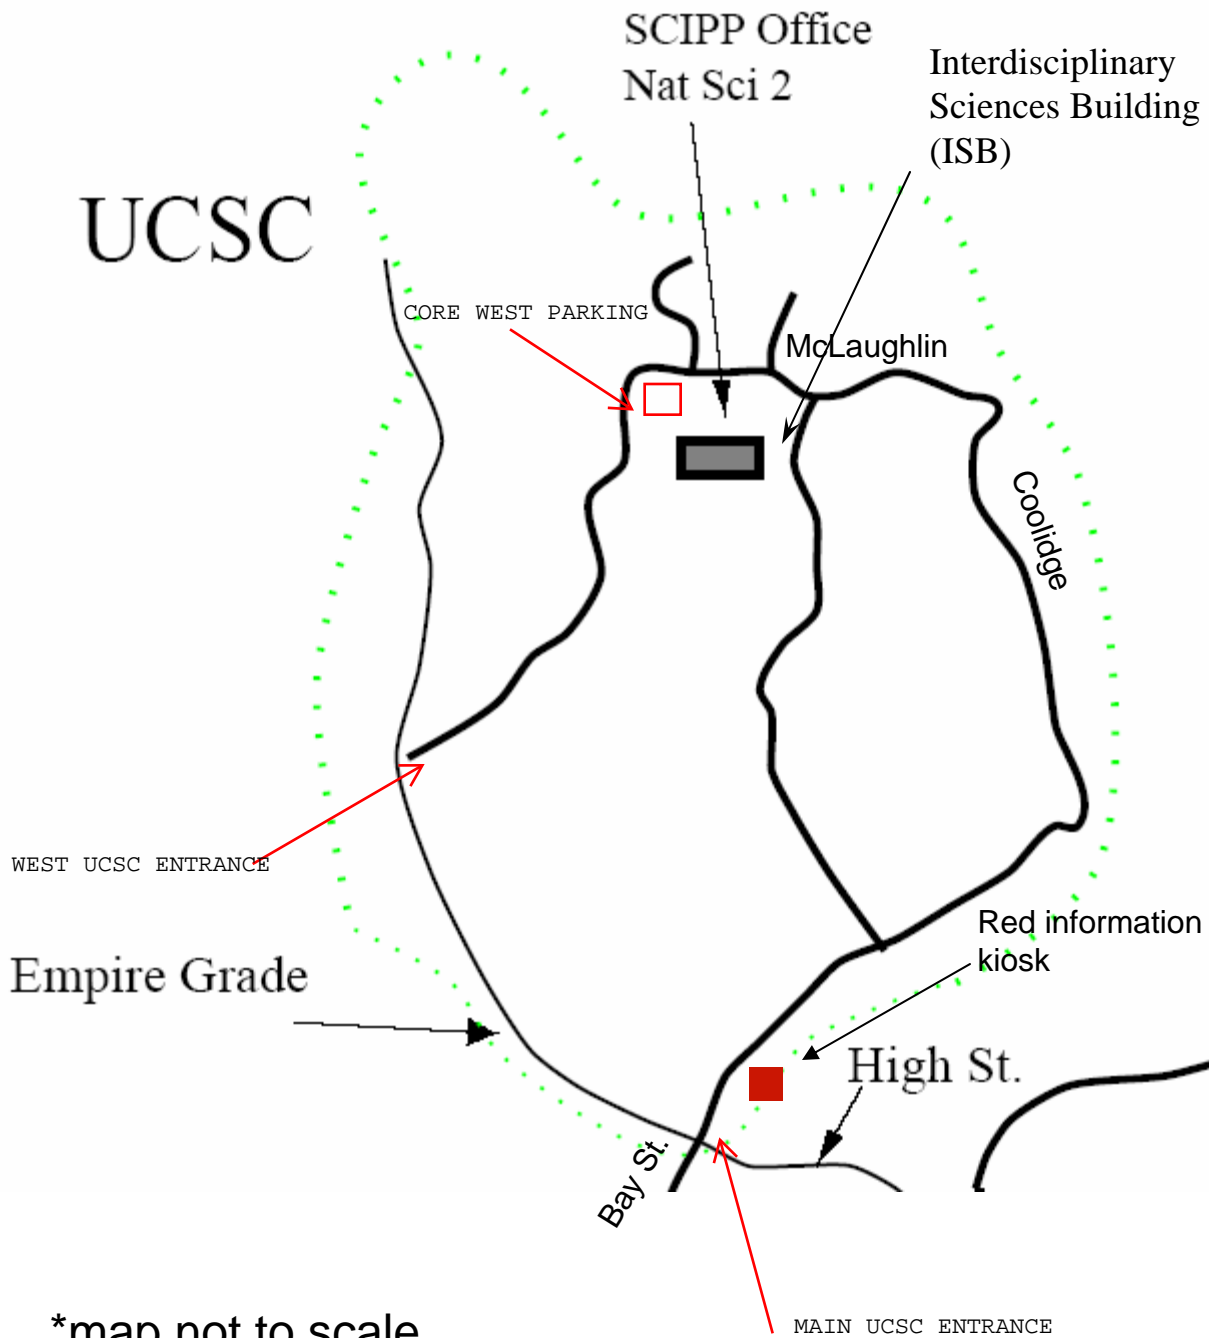 SCIPP Office
Nat Sci 2
Interdisciplinary
Sciences Building
(ISB)
UCSC
CORE WEST PARKING
McLaughlin
Coolidge
WEST UCSC ENTRANCE
Red information
kiosk
Empire Grade
High St.
Bay St.
*map not to scale
MAIN UCSC ENTRANCE